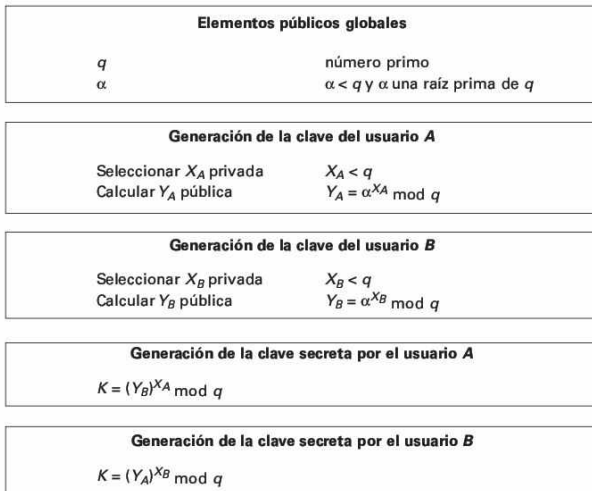 Elementos públicos globales
q número primo
α α < q y α una raíz prima de q
Generación de la clave del usuario A
Seleccionar X_A privada X_A < q
Calcular Y_A pública Y_A = α^X_A mod q
Generación de la clave del usuario B
Seleccionar X_B privada X_B < q
Calcular Y_B pública Y_B = α^X_B mod q
Generación de la clave secreta por el usuario A
K = (Y_B)^X_A mod q
Generación de la clave secreta por el usuario B
K = (Y_A)^X_B mod q